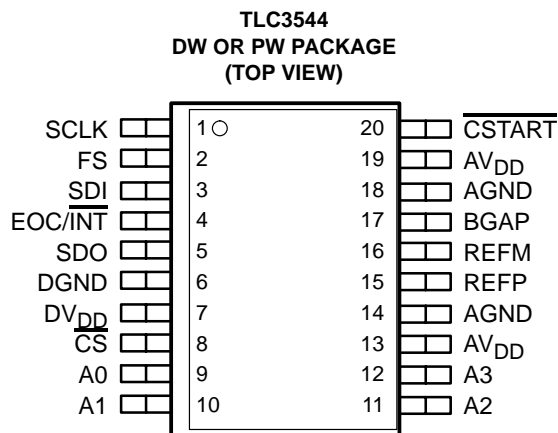 TLC3544
DW OR PW PACKAGE
(TOP VIEW)
SCLK 1 20 CSTART
FS 2 19 AVDD
SDI 3 18 AGND
EOC/INT 4 17 BGAP
SDO 5 16 REFM
DGND 6 15 REFP
DVDD 7 14 AGND
CS 8 13 AVDD
A0 9 12 A3
A1 10 11 A2